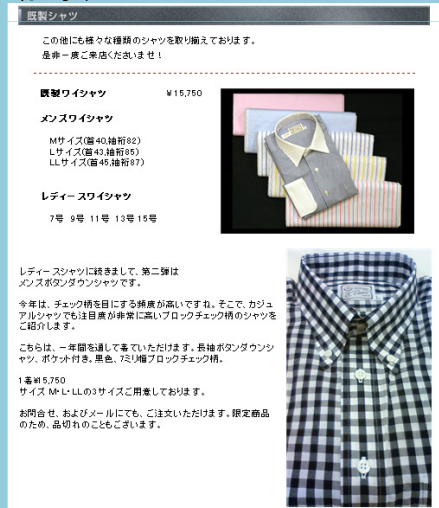 既製シャツ
この他にも様々な種類のシャツを取り揃えております。
是非一度ご来店くださいませ！
既製ワイシャツ ￥15,750
メンズワイシャツ
Mサイズ(首40,袖裄82)
Lサイズ(首43,袖裄85)
LLサイズ(首45,袖裄87)
レディースワイシャツ
7号 9号 11号 13号 15号
レディースシャツに続きまして、第二弾は
メンズボタンダウンシャツです。
今年は、チェック柄を目にする頻度が高いですね。そこで、カジュ
アルシャツでも注目度が非常に高いブロックチェック柄のシャツを
ご紹介します。
こちらは、一年間を通して着ていただけます。長袖ボタンダウンシ
ャツ、ポケット付き。黒色、7ミリ幅ブロックチェック柄。
1着￥15,750
サイズ M・L・LLの3サイズご用意しております。
お問合せ、およびメールにても、ご注文いただけます。限定商品
のため、品切れのこともございます。